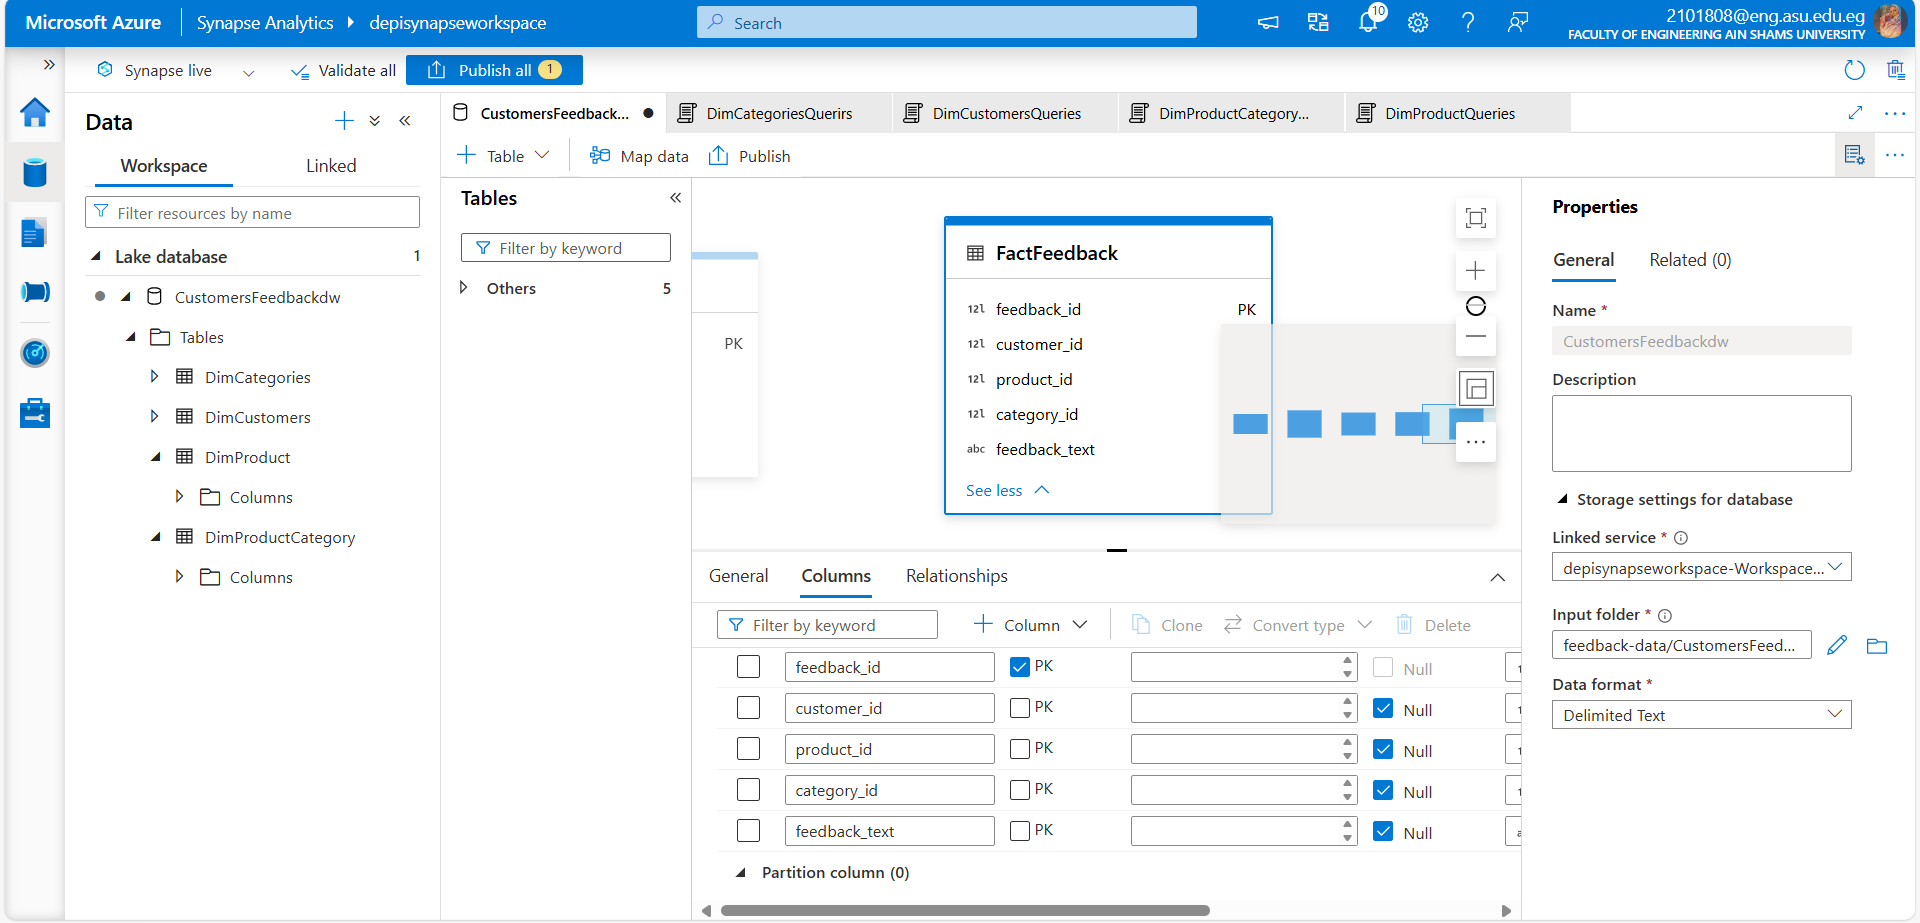 Microsoft Azure
Synapse Analytics
depisynapseworkspace
Search
10
2101808@eng.asu.edu.eg
FACULTY OF ENGINEERING AIN SHAMS UNIVERSITY
Synapse live
Validate all
Publish all
1
Data
Workspace
Linked
Filter resources by name
Lake database
1
CustomersFeedbackdw
Tables
DimCategories
DimCustomers
DimProduct
Columns
DimProductCategory
Columns
CustomersFeedback...
DimCategoriesQuerirs
DimCustomersQueries
DimProductCategory...
DimProductQueries
Table
Map data
Publish
Tables
Filter by keyword
Others
5
PK
FactFeedback
12l feedback_id PK
12l customer_id
12l product_id
12l category_id
abc feedback_text
See less
General
Columns
Relationships
Filter by keyword
Column
Clone
Convert type
Delete
feedback_id PK Null
customer_id PK Null
product_id PK Null
category_id PK Null
feedback_text PK Null
Partition column (0)
Properties
General
Related (0)
Name *
CustomersFeedbackdw
Description
Storage settings for database
Linked service *
depisynapseworkspace-Workspace...
Input folder *
feedback-data/CustomersFeed...
Data format *
Delimited Text